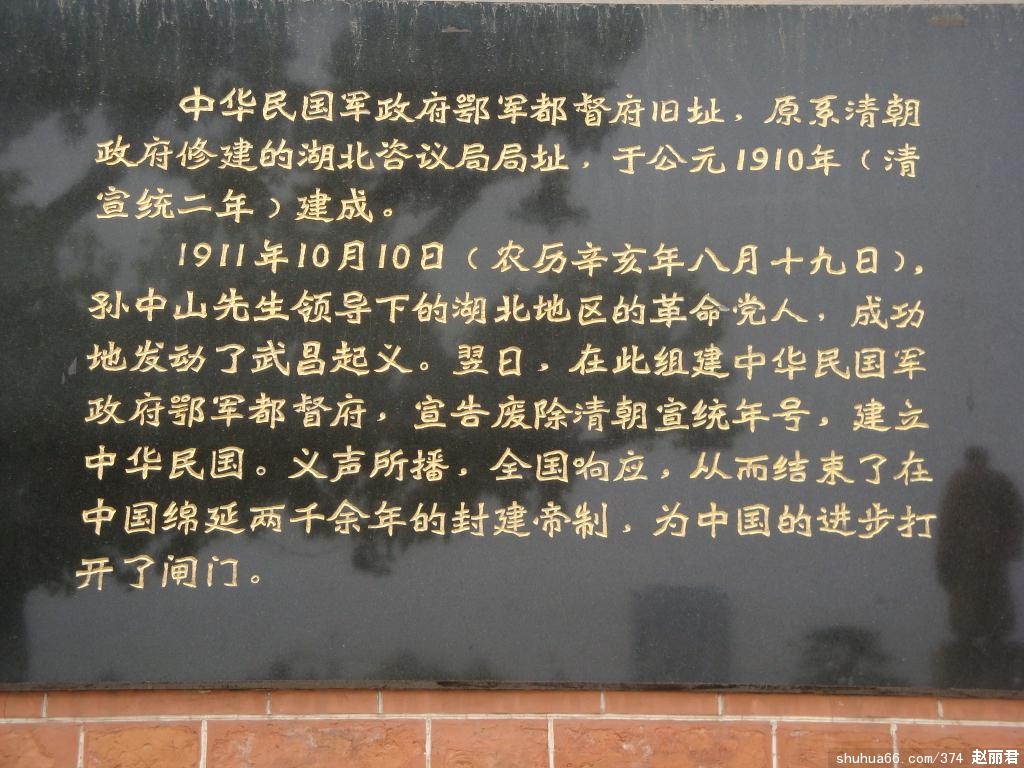 中华民国军政府鄂军都督府旧址，原系清朝
政府修建的湖北咨议局局址，于公元1910年（清
宣统二年）建成。
1911年10月10日（农历辛亥年八月十九日），
孙中山先生领导下的湖北地区的革命党人，成功
地发动了武昌起义。翌日，在此组建中华民国军
政府鄂军都督府，宣告废除清朝宣统年号，建立
中华民国。义声所播，全国响应，从而结束了在
中国绵延两千余年的封建帝制，为中国的进步打
开了闸门。
shuhua66.com/374 赵丽君